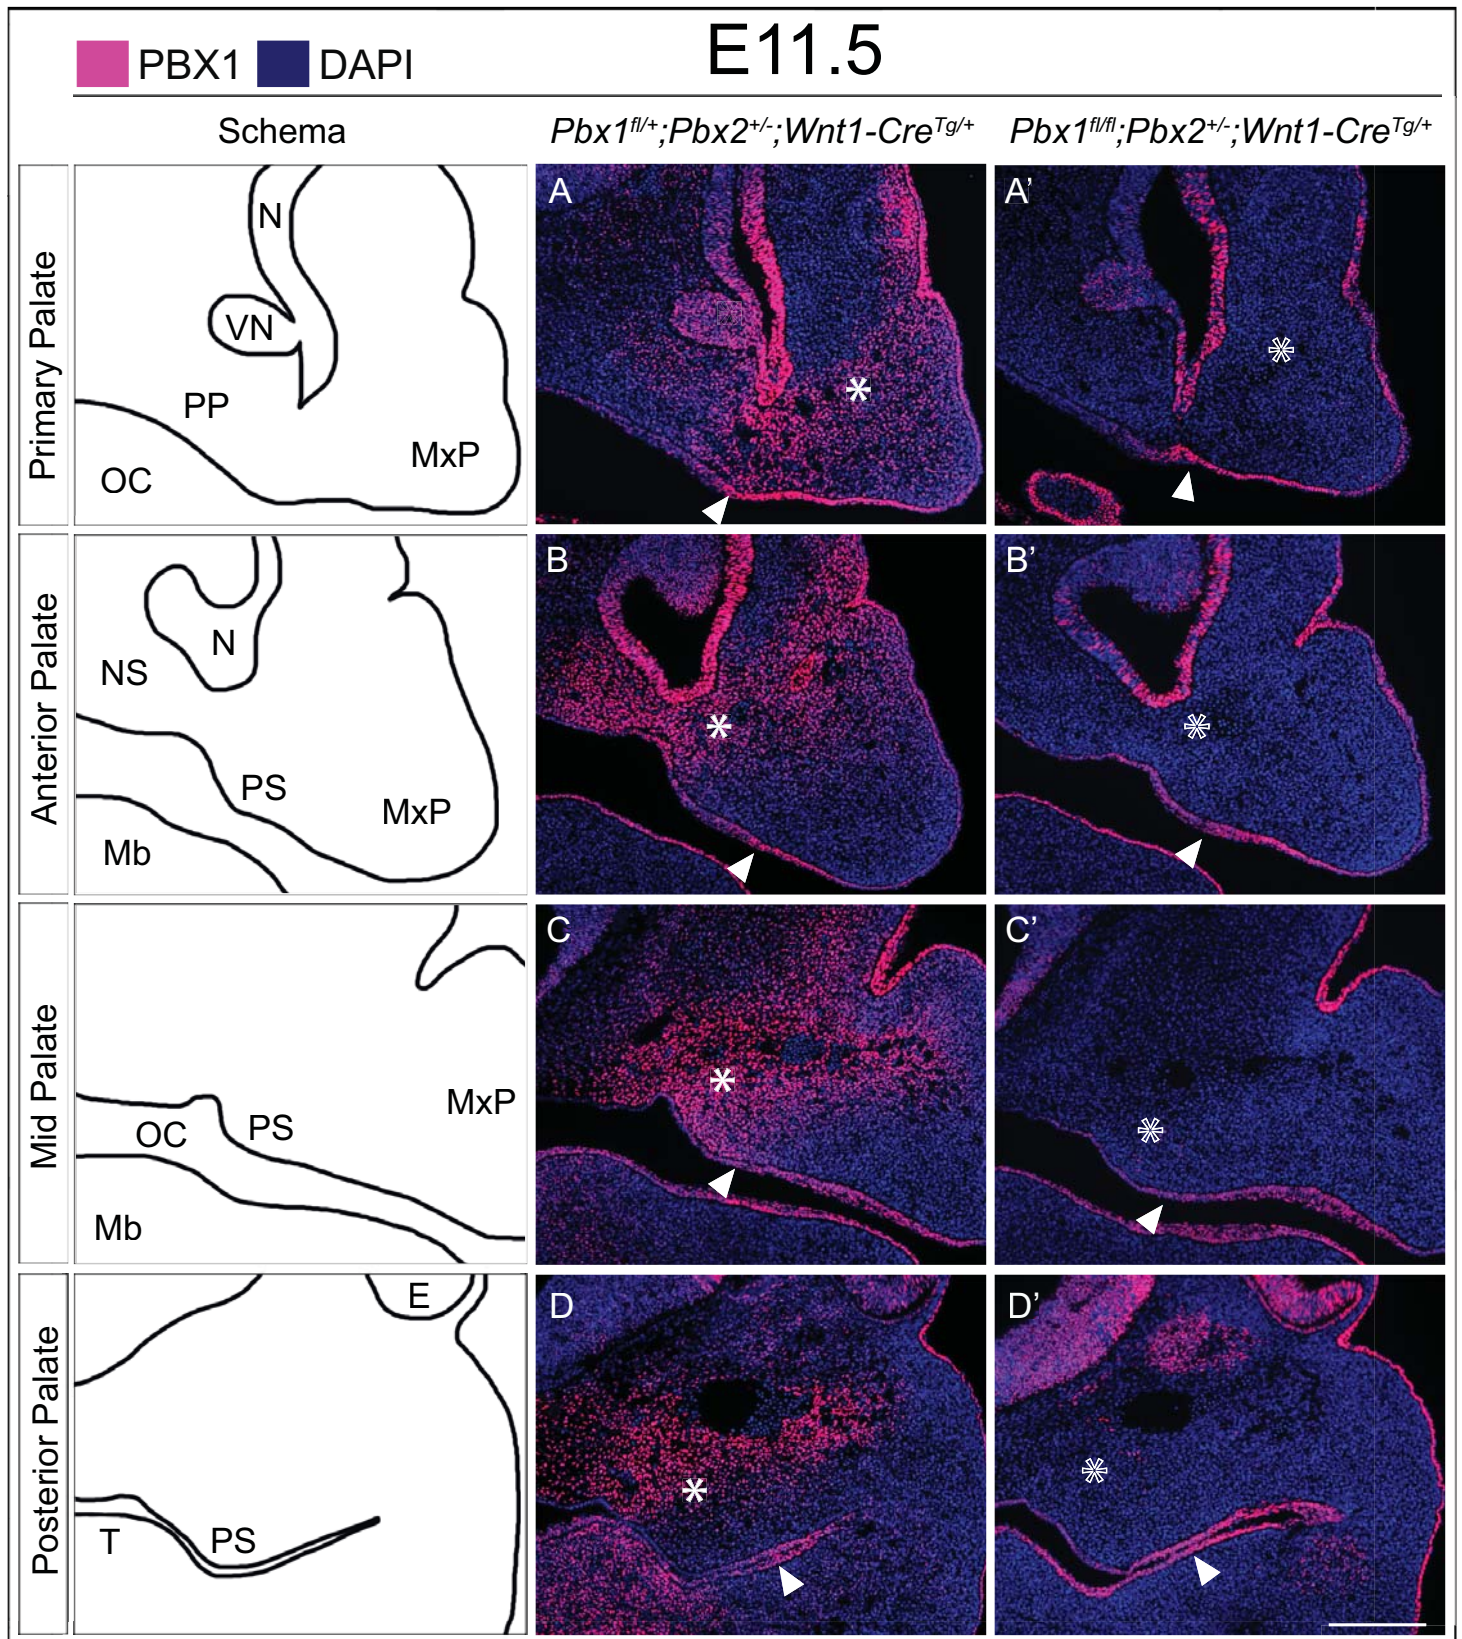 E11.5
PBX1 DAPI
Schema
Pbx1fl/+;Pbx2+/-;Wnt1-CreTg/+
Pbx1fl/fl;Pbx2+/-;Wnt1-CreTg/+
Primary Palate
N
VN
PP
MxP
OC
A
*
A’
*
Anterior Palate
N
NS
PS
MxP
Mb
B
*
B’
*
Mid Palate
MxP
OC PS
Mb
C
*
C’
*
Posterior Palate
E
T PS
D
*
D’
*